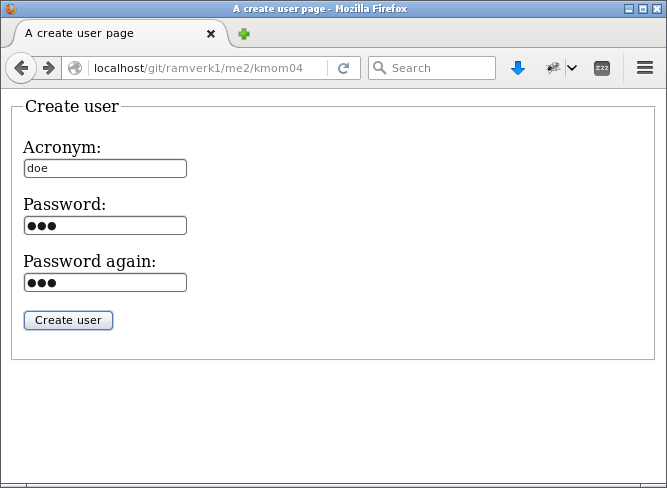 A create user page - Mozilla Firefox
A create user page
localhost/git/ramverk1/me2/kmom04
Search
zzz
Create user
Acronym:
doe
Password:
●●●
Password again:
●●●
Create user